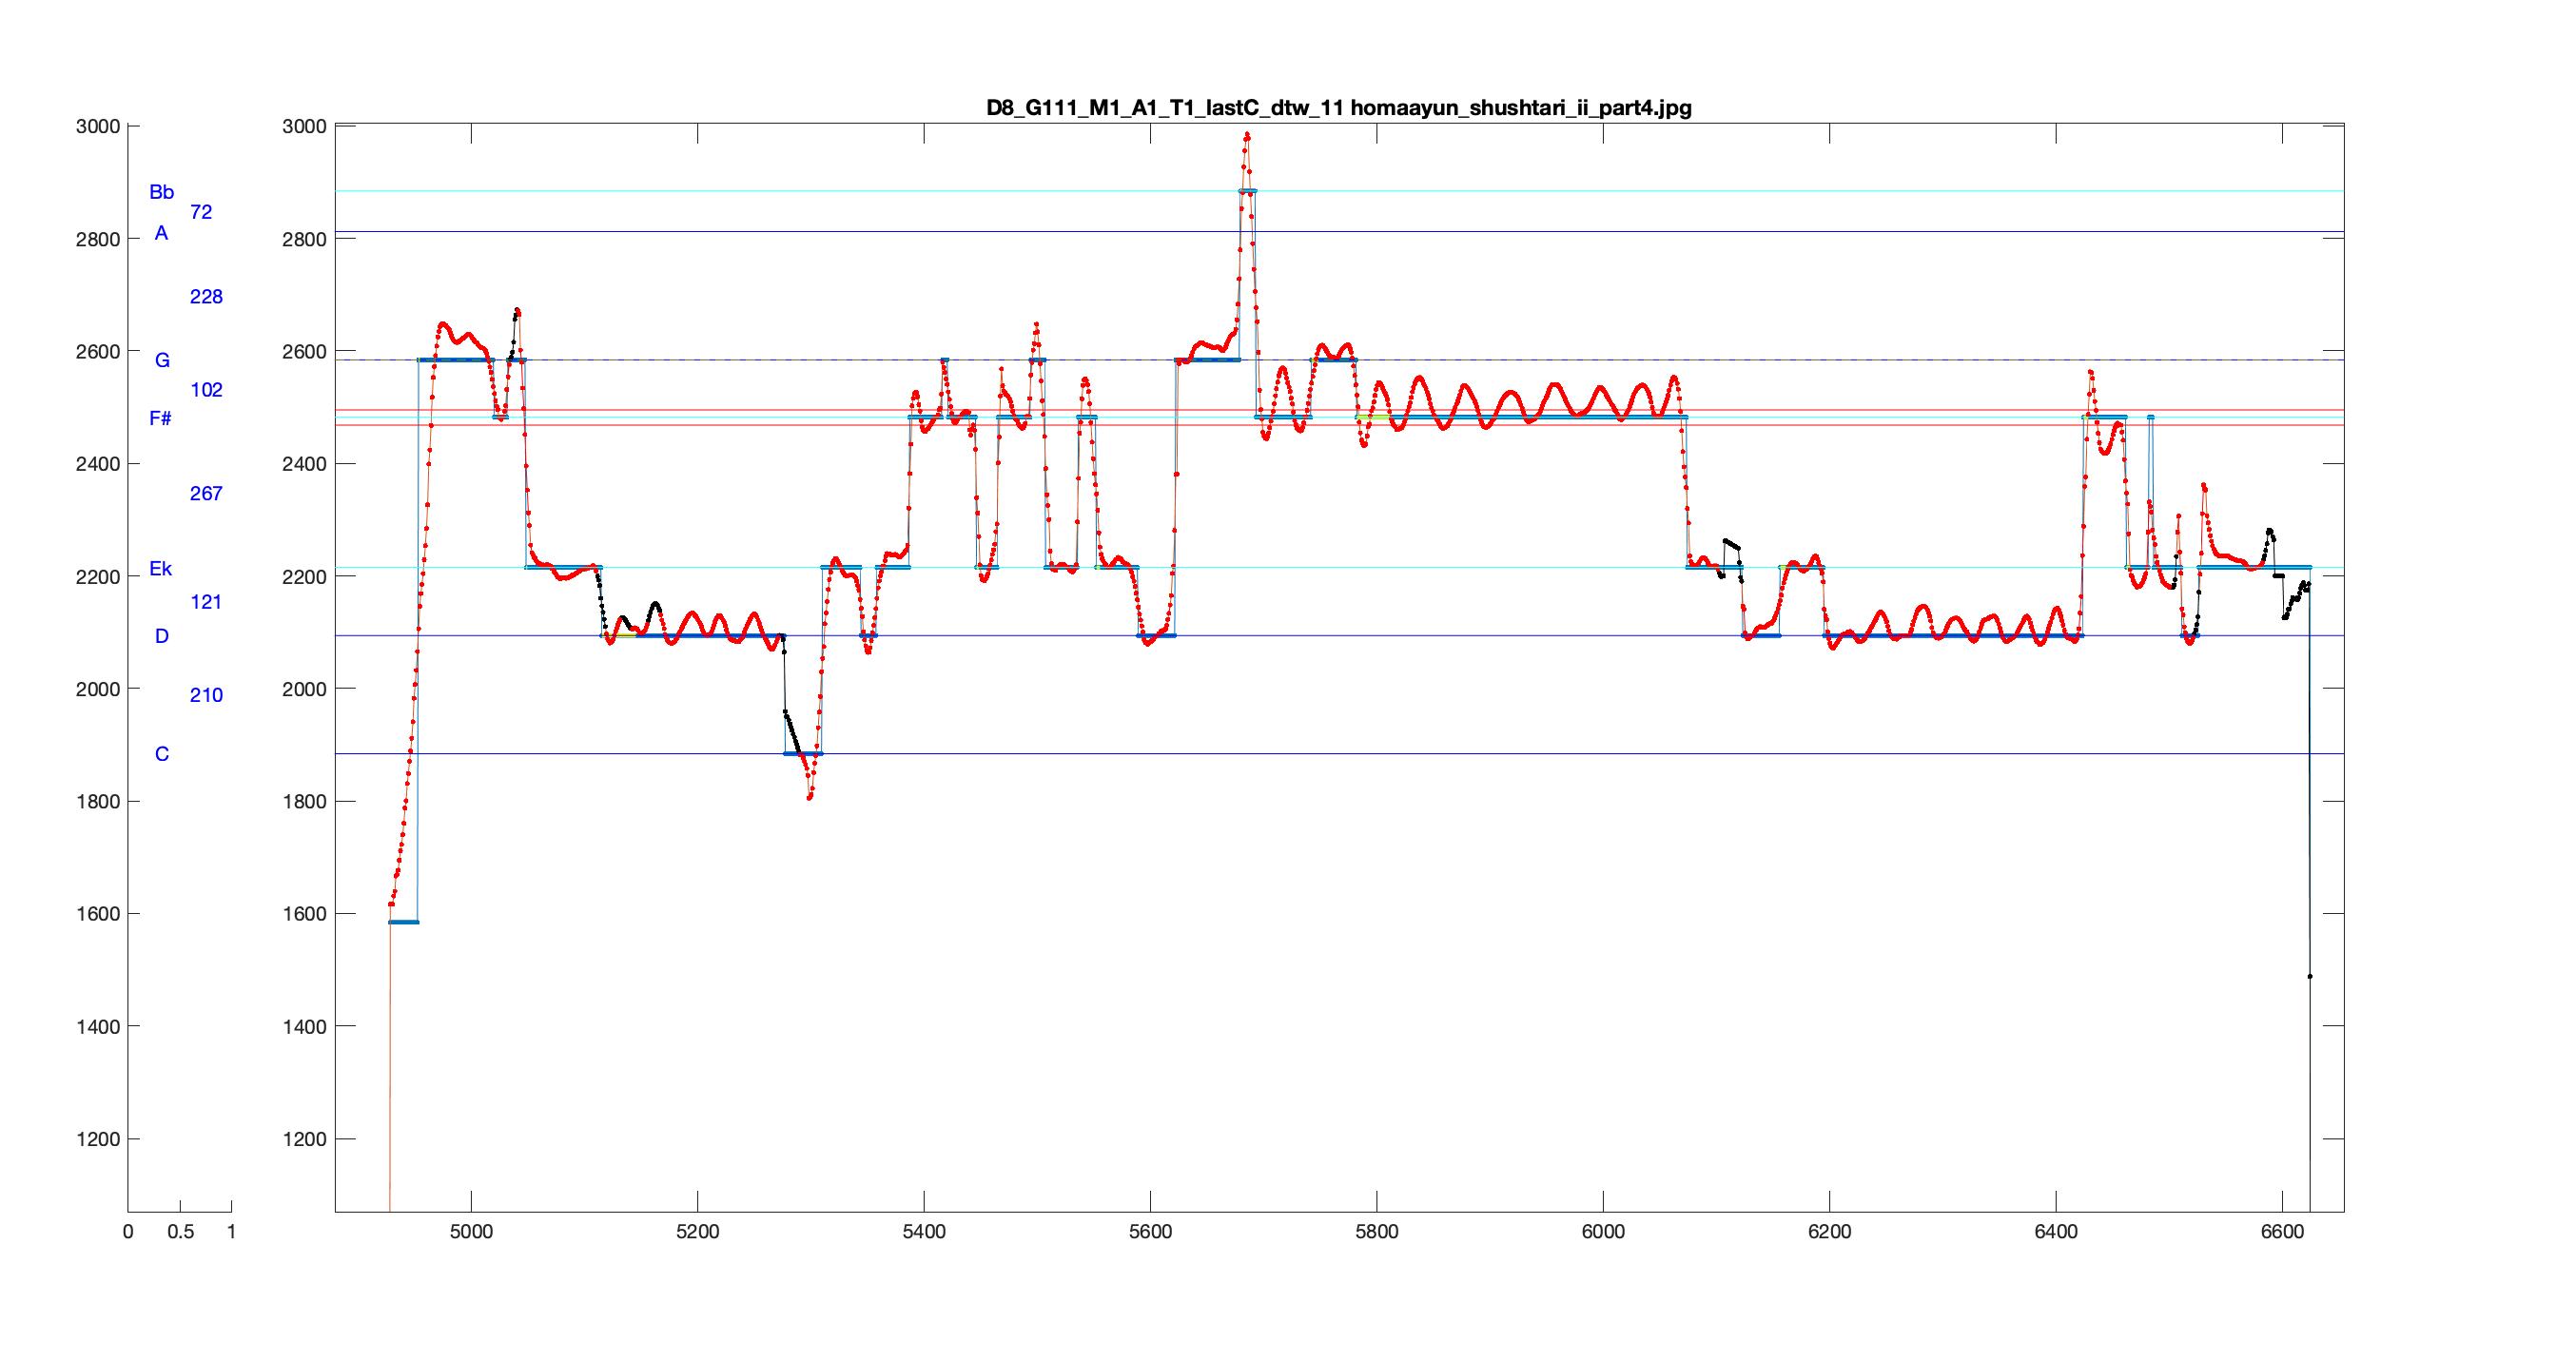 D8_G111_M1_A1_T1_lastC_dtw_11 homaayun_shushtari_ii_part4.jpg
3000 3000
Bb
72
A
2800 2800
228
2600 2600
G
102
F#
2400 2400
267
Ek
2200 2200
121
D
2000 2000
210
C
1800 1800
1600 1600
1400 1400
1200 1200
0 0.5 1 5000 5200 5400 5600 5800 6000 6200 6400 6600